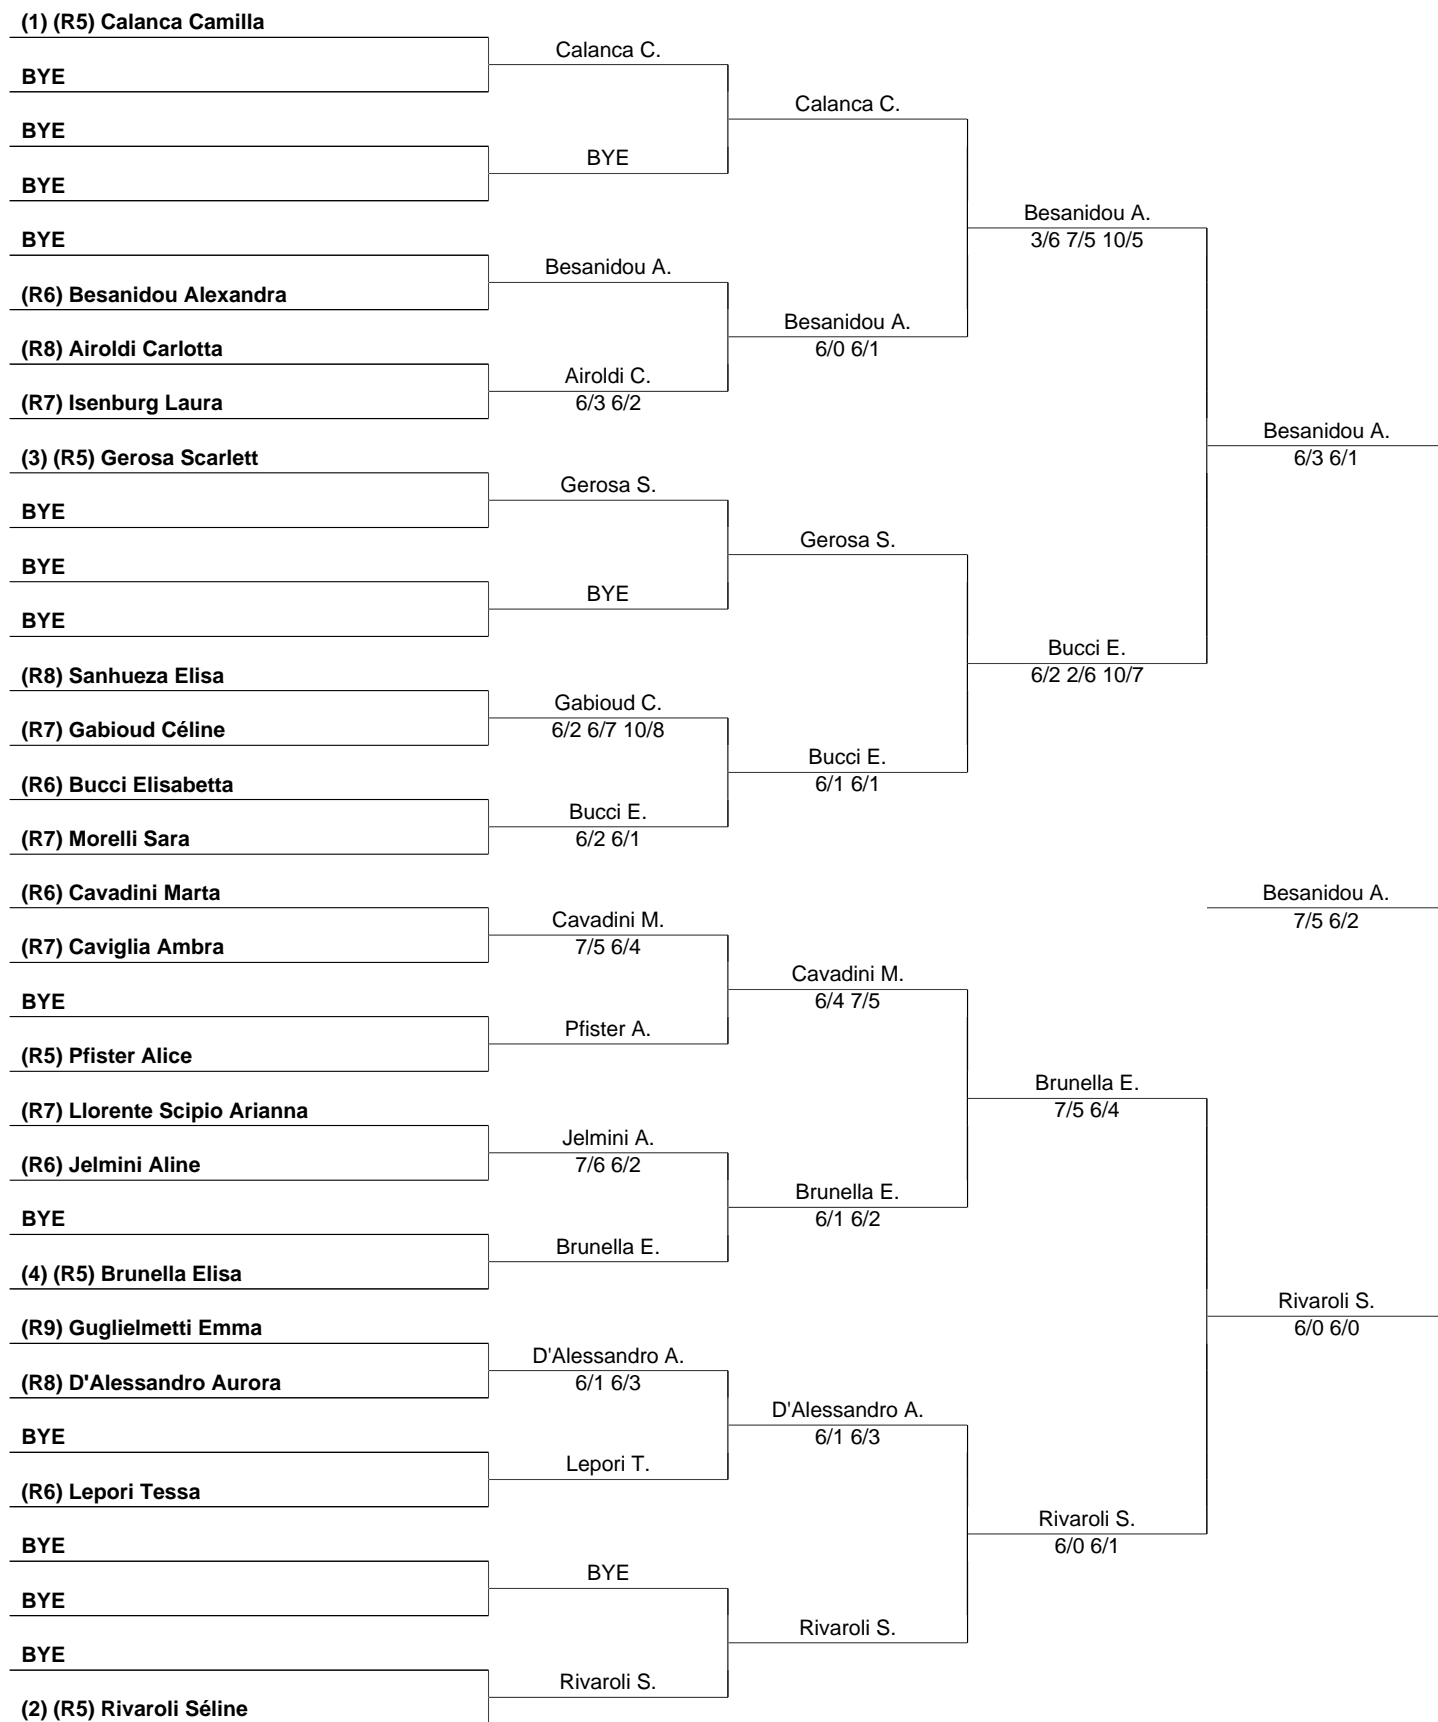 (1) (R5) Calanca Camilla
Calanca C.
BYE
Calanca C.
BYE
BYE
BYE
BYE
Besanidou A.
3/6 7/5 10/5
Besanidou A.
(R6) Besanidou Alexandra
Besanidou A.
6/0 6/1
(R8) Airoldi Carlotta
Airoldi C.
6/3 6/2
(R7) Isenburg Laura
Besanidou A.
6/3 6/1
(3) (R5) Gerosa Scarlett
Gerosa S.
BYE
Gerosa S.
BYE
BYE
BYE
Bucci E.
6/2 2/6 10/7
(R8) Sanhueza Elisa
Gabioud C.
6/2 6/7 10/8
(R7) Gabioud Céline
Bucci E.
6/1 6/1
(R6) Bucci Elisabetta
Bucci E.
6/2 6/1
(R7) Morelli Sara
(R6) Cavadini Marta
Besanidou A.
7/5 6/2
Cavadini M.
7/5 6/4
(R7) Caviglia Ambra
Cavadini M.
6/4 7/5
BYE
Pfister A.
(R5) Pfister Alice
Brunella E.
7/5 6/4
(R7) Llorente Scipio Arianna
Jelmini A.
7/6 6/2
(R6) Jelmini Aline
Brunella E.
6/1 6/2
BYE
Brunella E.
(4) (R5) Brunella Elisa
Rivaroli S.
6/0 6/0
(R9) Guglielmetti Emma
D'Alessandro A.
6/1 6/3
(R8) D'Alessandro Aurora
D'Alessandro A.
6/1 6/3
BYE
Lepori T.
(R6) Lepori Tessa
Rivaroli S.
6/0 6/1
BYE
BYE
BYE
Rivaroli S.
BYE
Rivaroli S.
(2) (R5) Rivaroli Séline